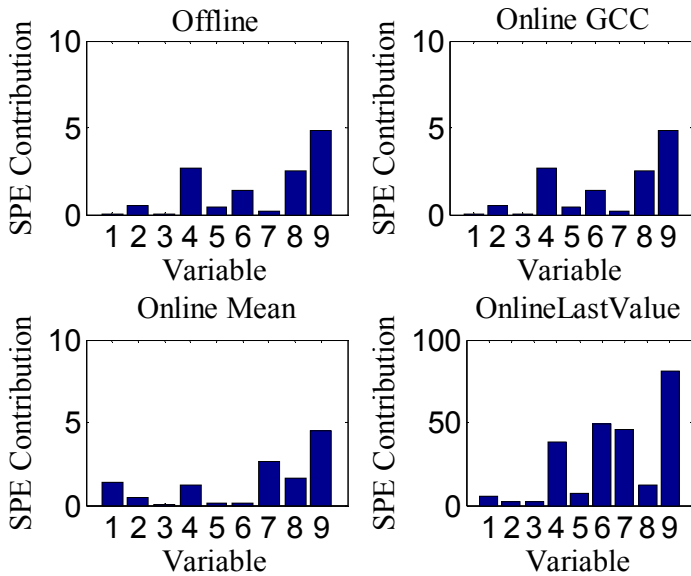 Offline
10
5
0
SPE Contribution
1 2 3 4 5 6 7 8 9
Variable
Online GCC
10
5
0
SPE Contribution
1 2 3 4 5 6 7 8 9
Variable
Online Mean
10
5
0
SPE Contribution
1 2 3 4 5 6 7 8 9
Variable
OnlineLastValue
100
50
0
SPE Contribution
1 2 3 4 5 6 7 8 9
Variable